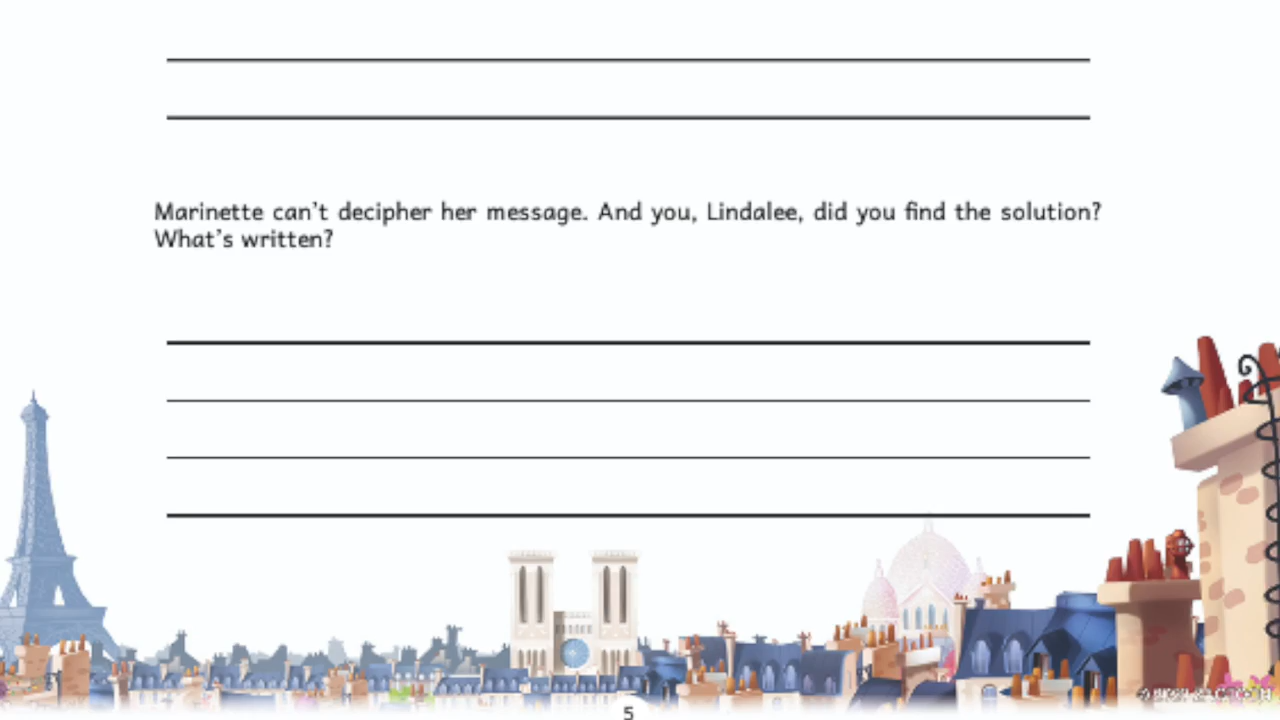 Marinette can't decipher her message. And you, Lindalee, did you find the solution?
What's written?
5